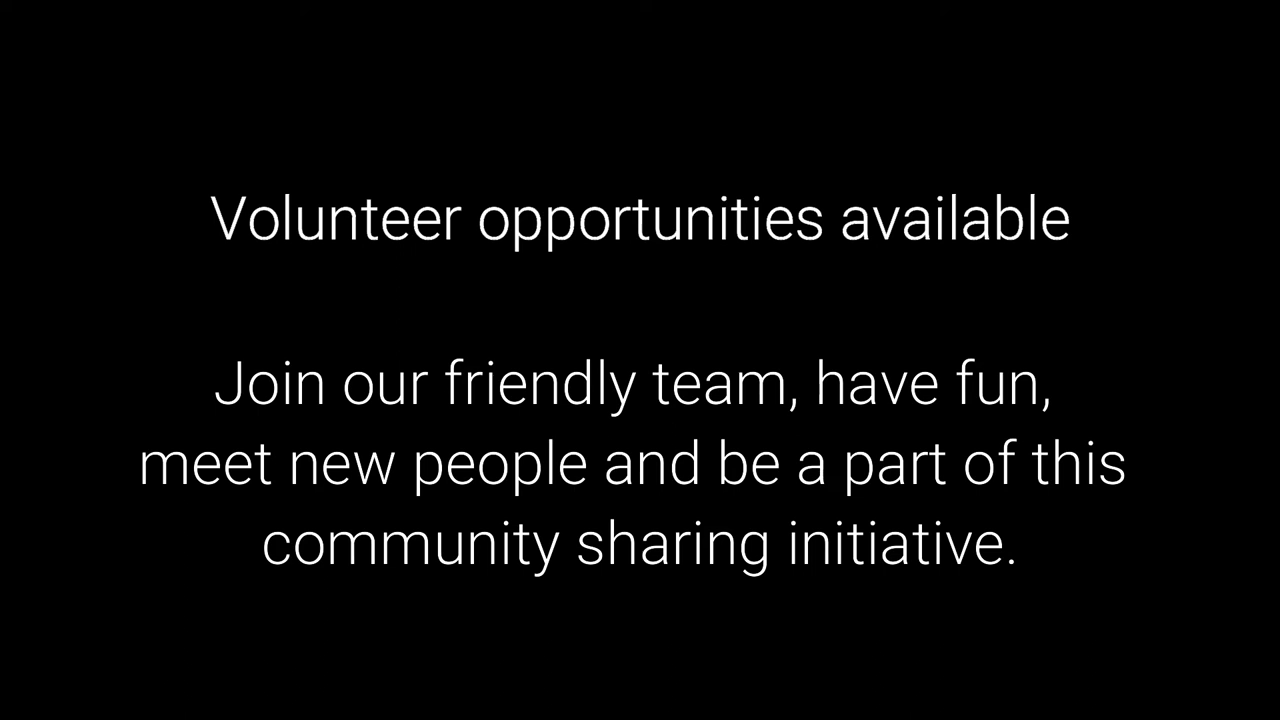 Volunteer opportunities available
Join our friendly team, have fun,
meet new people and be a part of this
community sharing initiative.